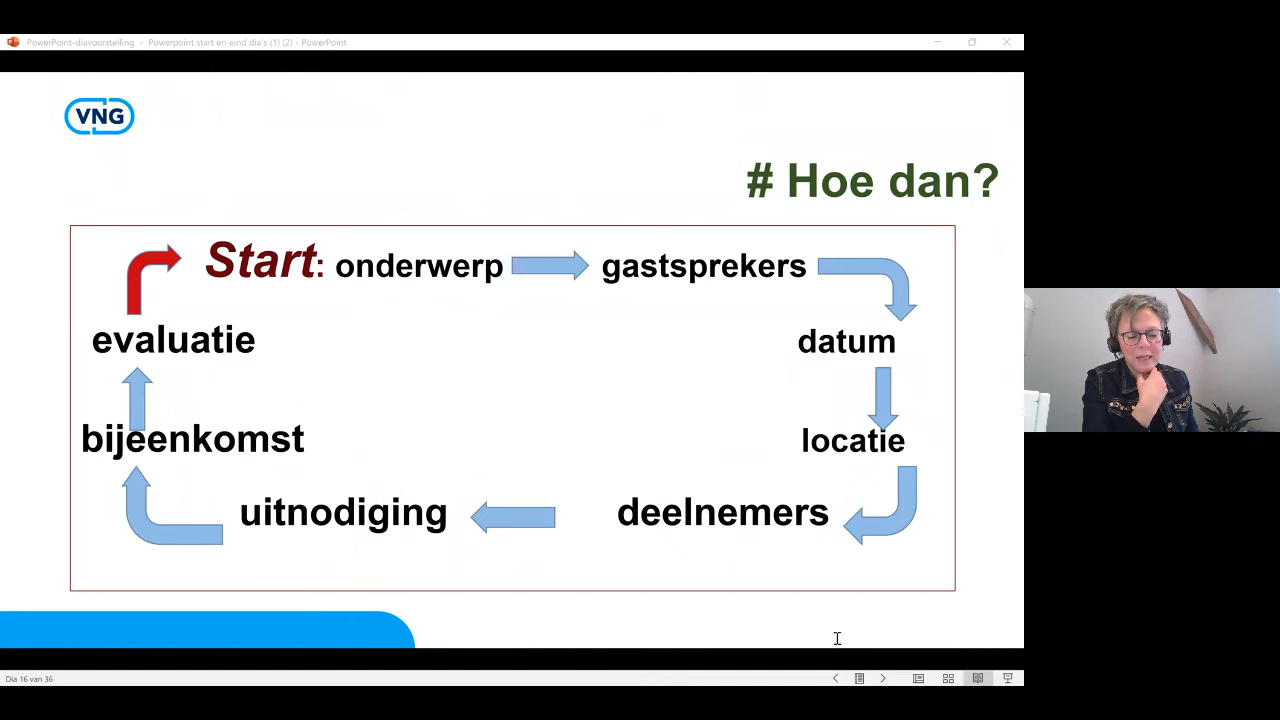 PowerPoint-diavoorstelling - Powerpoint start en eind dia's (1) (2) - PowerPoint
VNG
# Hoe dan?
Start: onderwerp
gastsprekers
evaluatie
datum
bijeenkomst
locatie
uitnodiging
deelnemers
Dia 16 van 36